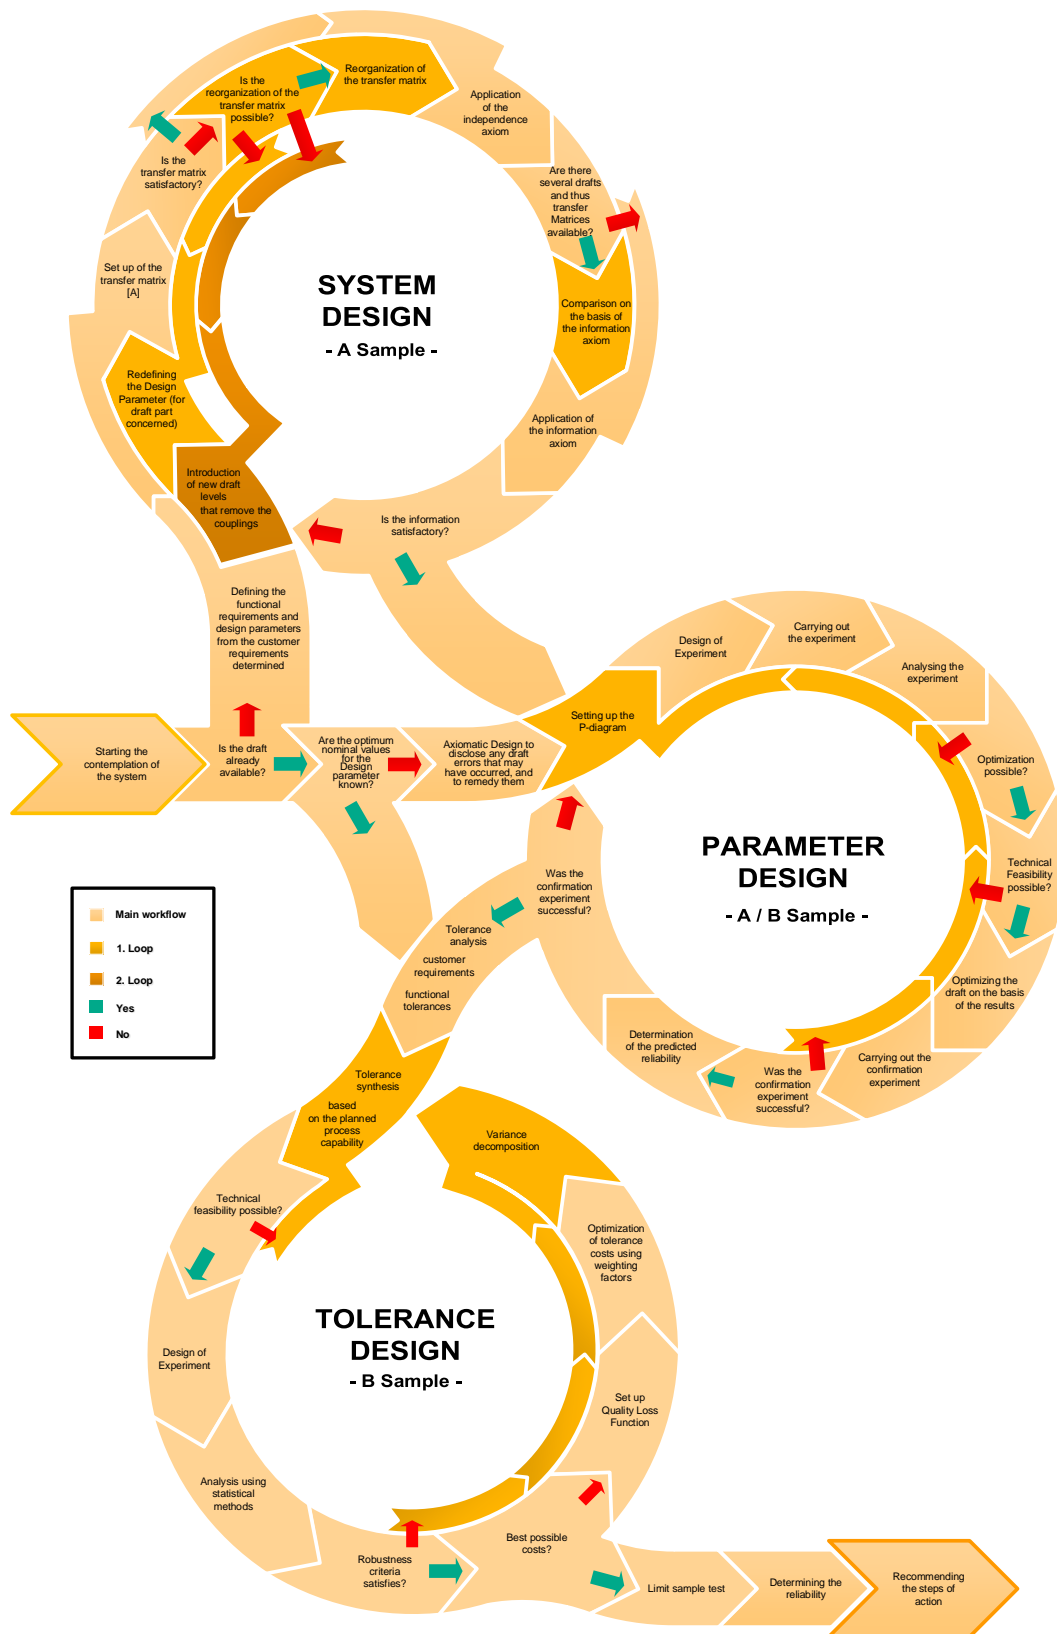 Reorganization of
the transfer matrix
Is the
reorganization of the
transfer matrix
possible?
Application
of the
independence
axiom
Is the
transfer matrix
satisfactory?
Are there
several drafts
and thus
transfer
Matrices
available?
Set up of the
transfer matrix
[A]
SYSTEM
DESIGN
- A Sample -
Comparison on
the basis of
the information
axiom
Redefining
the Design
Parameter (for
draft part
concerned)
Application of
the information
axiom
Introduction
of new draft
levels
that remove the
couplings
Is the information
satisfactory?
Defining the
functional
requirements and
design parameters
from the customer
requirements
determined
Starting the
contemplation of
the system
Is the draft
already
available?
Are the optimum
nominal values
for the
Design
parameter
known?
Axiomatic Design to
disclose any draft
errors that may
have occurred, and
to remedy them
Setting up the
P-diagram
Design of
Experiment
Carrying out
the experiment
Analysing the
experiment
Optimization
possible?
Technical
Feasibility
possible?
PARAMETER
DESIGN
- A / B Sample -
Optimizing the
draft on the basis
of the results
Carrying out the
confirmation
experiment
Was the
confirmation
experiment
successful?
Determination
of the predicted
reliability
Was the
confirmation
experiment
successful?
Main workflow
1. Loop
2. Loop
Yes
No
Tolerance
analysis
customer
requirements
functional
tolerances
Tolerance
synthesis
based
on the planned
process
capability
Variance
decomposition
Technical
feasibility possible?
Optimization
of tolerance
costs using
weighting
factors
TOLERANCE
DESIGN
- B Sample -
Design of
Experiment
Set up
Quality Loss
Function
Analysis using
statistical
methods
Robustness
criteria
satisfies?
Best possible
costs?
Limit sample test
Determining the
reliability
Recommending
the steps of
action